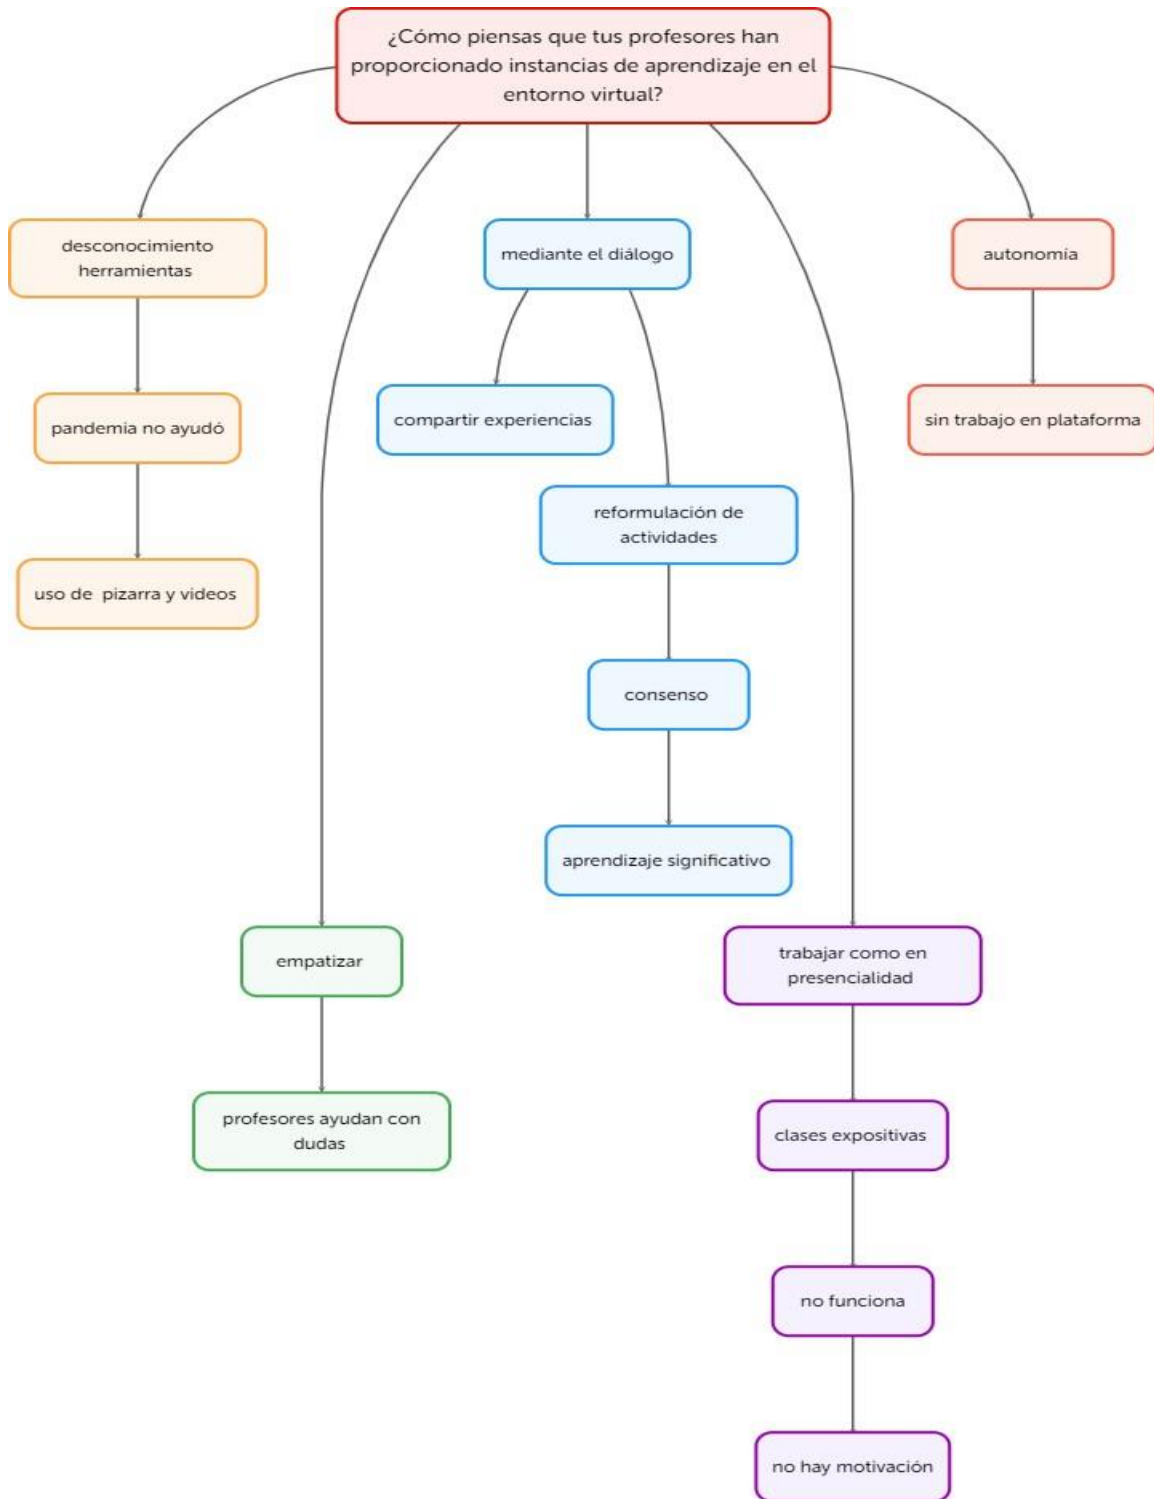 ¿Cómo piensas que tus profesores han
proporcionado instancias de aprendizaje en el
entorno virtual?
desconocimiento
herramientas
mediante el diálogo
autonomía
pandemia no ayudó
compartir experiencias
sin trabajo en plataforma
reformulación de
actividades
uso de pizarra y videos
consenso
aprendizaje significativo
empatizar
trabajar como en
presencialidad
profesores ayudan con
dudas
clases expositivas
no funciona
no hay motivación